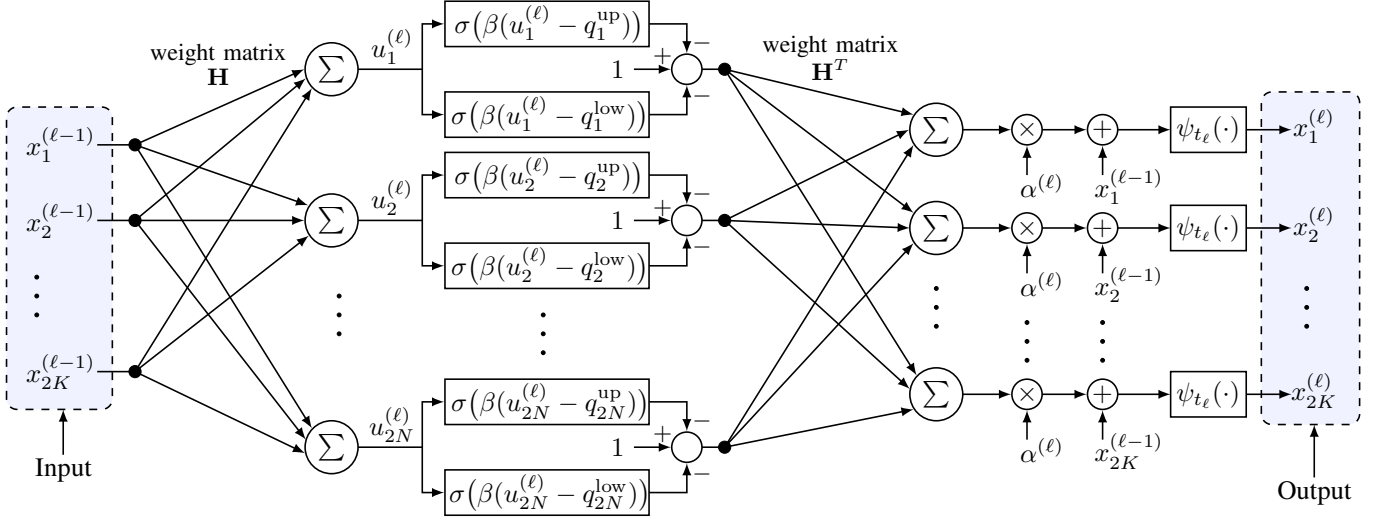 weight matrix
H
x_1^{(ℓ−1)}
x_2^{(ℓ−1)}
⋮
x_{2K}^{(ℓ−1)}
Input
∑
∑
⋮
∑
u_1^{(ℓ)}
u_2^{(ℓ)}
u_{2N}^{(ℓ)}
σ(β(u_1^{(ℓ)} − q_1^{up}))
−
1 +
−
σ(β(u_1^{(ℓ)} − q_1^{low}))
σ(β(u_2^{(ℓ)} − q_2^{up}))
−
1 +
−
σ(β(u_2^{(ℓ)} − q_2^{low}))
⋮
σ(β(u_{2N}^{(ℓ)} − q_{2N}^{up}))
−
1 +
−
σ(β(u_{2N}^{(ℓ)} − q_{2N}^{low}))
weight matrix
H^T
∑ × + ψ_{t_ℓ}(·) x_1^{(ℓ)}
α^{(ℓ)} x_1^{(ℓ−1)}
∑ × + ψ_{t_ℓ}(·) x_2^{(ℓ)}
α^{(ℓ)} x_2^{(ℓ−1)}
⋮ ⋮ ⋮ ⋮
∑ × + ψ_{t_ℓ}(·) x_{2K}^{(ℓ)}
α^{(ℓ)} x_{2K}^{(ℓ−1)}
Output